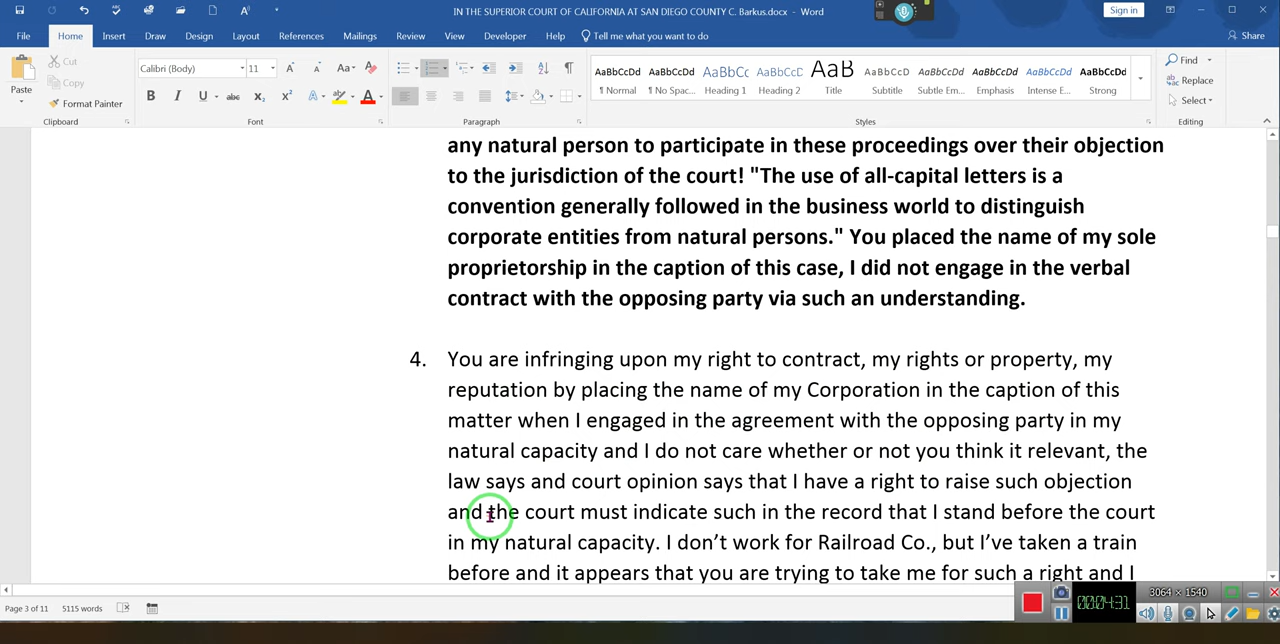 IN THE SUPERIOR COURT OF CALIFORNIA AT SAN DIEGO COUNTY C. Barkus.docx - Word
Sign in
File Home Insert Draw Design Layout References Mailings Review View Developer Help Tell me what you want to do Share
Cut
Copy
Format Painter
Paste
Calibri (Body) 11
AaBbCcDd AaBbCcDd AaBbCc AaBbCcD AaB AaBbCcD AaBbCcDd AaBbCcDd AaBbCcDd AaBbCcDd
¶ Normal ¶ No Spac... Heading 1 Heading 2 Title Subtitle Subtle Em... Emphasis Intense E... Strong
Find
Replace
Select
Clipboard Font Paragraph Styles Editing
any natural person to participate in these proceedings over their objection
to the jurisdiction of the court! "The use of all-capital letters is a
convention generally followed in the business world to distinguish
corporate entities from natural persons." You placed the name of my sole
proprietorship in the caption of this case, I did not engage in the verbal
contract with the opposing party via such an understanding.
4. You are infringing upon my right to contract, my rights or property, my
reputation by placing the name of my Corporation in the caption of this
matter when I engaged in the agreement with the opposing party in my
natural capacity and I do not care whether or not you think it relevant, the
law says and court opinion says that I have a right to raise such objection
and the court must indicate such in the record that I stand before the court
in my natural capacity. I don't work for Railroad Co., but I've taken a train
before and it appears that you are trying to take me for such a right and I
00:04:31
3064 × 1540
Page 3 of 11 5115 words